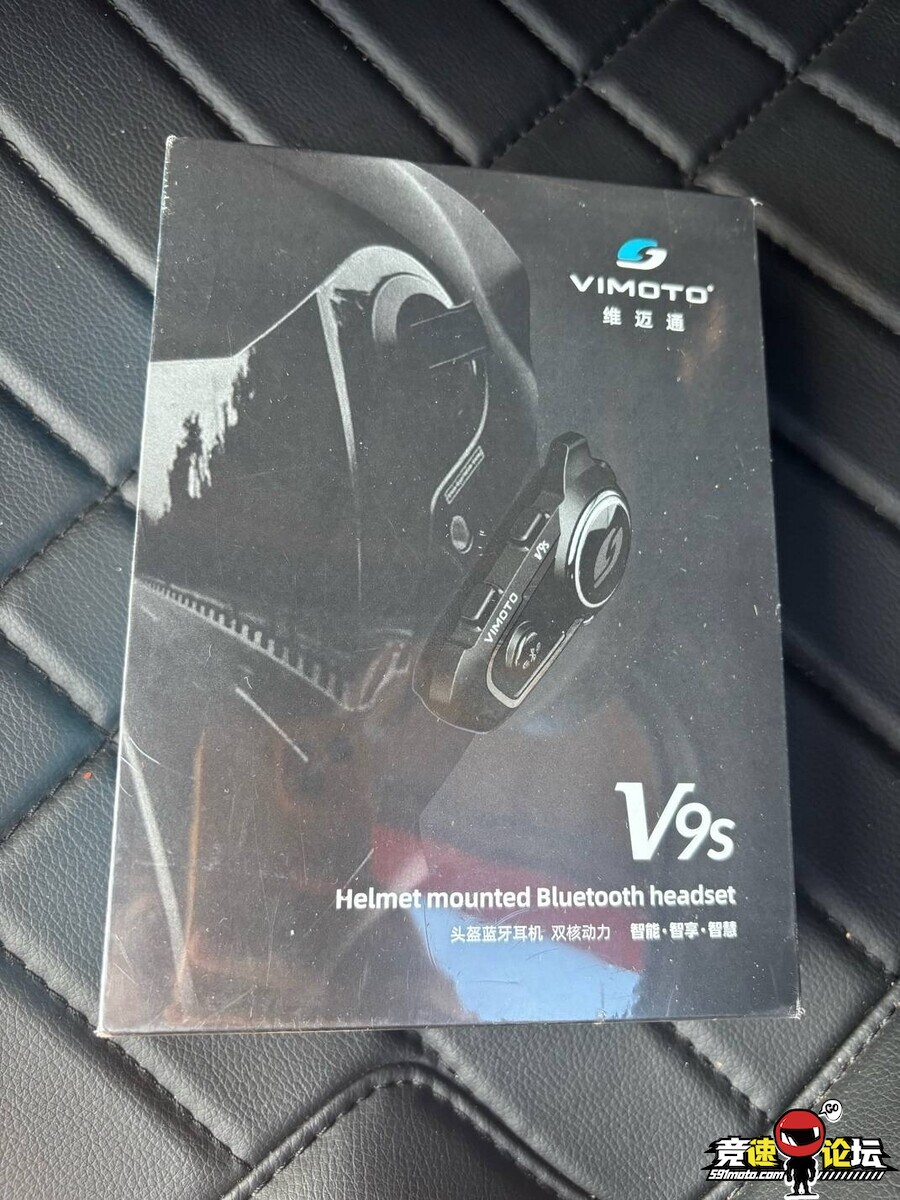 VIMOTO
维迈通
V9s
VIMOTO
V9s
Helmet mounted Bluetooth headset
头盔蓝牙耳机 双核动力 智能·智享·智慧
GO
竞速论坛
591moto.com